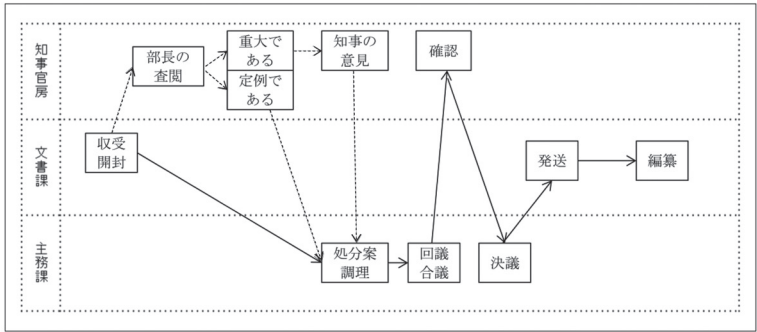 知事官房
部長の
査閲
重大で
ある
定例で
ある
知事の
意見
確認
文書課
収受
開封
発送
編纂
主務課
処分案
調理
回議
合議
決議